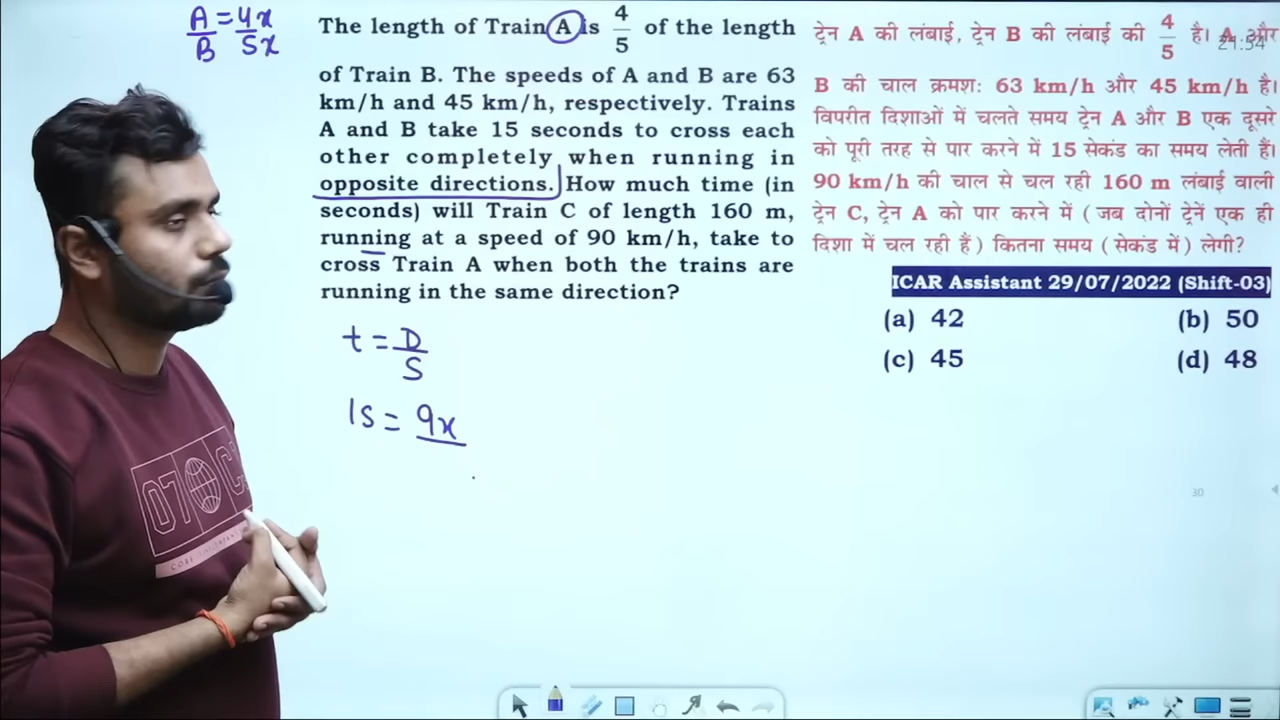 A = 4x
B 5x
The length of Train A is 4/5 of the length
of Train B. The speeds of A and B are 63
km/h and 45 km/h, respectively. Trains
A and B take 15 seconds to cross each
other completely when running in
opposite directions. How much time (in
seconds) will Train C of length 160 m,
running at a speed of 90 km/h, take to
cross Train A when both the trains are
running in the same direction?
t = D
S
15 = 9x
ट्रेन A की लंबाई, ट्रेन B की लंबाई की 4/5 है। A और
21:54
B की चाल क्रमश: 63 km/h और 45 km/h है।
विपरीत दिशाओं में चलते समय ट्रेन A और B एक दूसरे
को पूरी तरह से पार करने में 15 सेकंड का समय लेती हैं।
90 km/h की चाल से चल रही 160 m लंबाई वाली
ट्रेन C, ट्रेन A को पार करने में ( जब दोनों ट्रेनें एक ही
दिशा में चल रही हैं ) कितना समय ( सेकंड में ) लेगी?
ICAR Assistant 29/07/2022 (Shift-03)
(a) 42 (b) 50
(c) 45 (d) 48
30
07 C